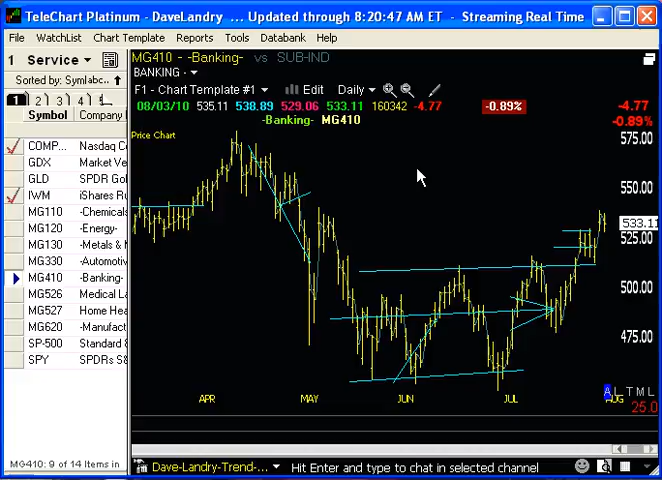 TeleChart Platinum - DaveLandry ... Updated through 8:20:47 AM ET - Streaming Real Time
File WatchList Chart Template Reports Tools Databank Help
1 Service
Sorted by: Symlabc..
1 2 3 4
Symbol Company
COMP... Nasdaq Co
GDX Market Ve
GLD SPDR Gol
IWM iShares Ru
MG110 -Chemicals
MG120 -Energy-
MG130 -Metals & M
MG330 -Automotiv
MG410 -Banking-
MG526 Medical La
MG527 Home Hea
MG620 -Manufact
SP-500 Standard &
SPY SPDRs S&
MG410: 9 of 14 Items in
MG410 - -Banking- vs SUB-IND
BANKING -
F1 - Chart Template #1 Edit Daily
08/03/10 535.11 538.89 529.06 533.11 160342 -4.77 -0.89% -4.77
-0.89%
-Banking- MG410
Price Chart
575.00
550.00
533.11
525.00
500.00
475.00
A L T M L
APR MAY JUN JUL AUG
25.0
Dave-Landry-Trend-... Hit Enter and type to chat in selected channel